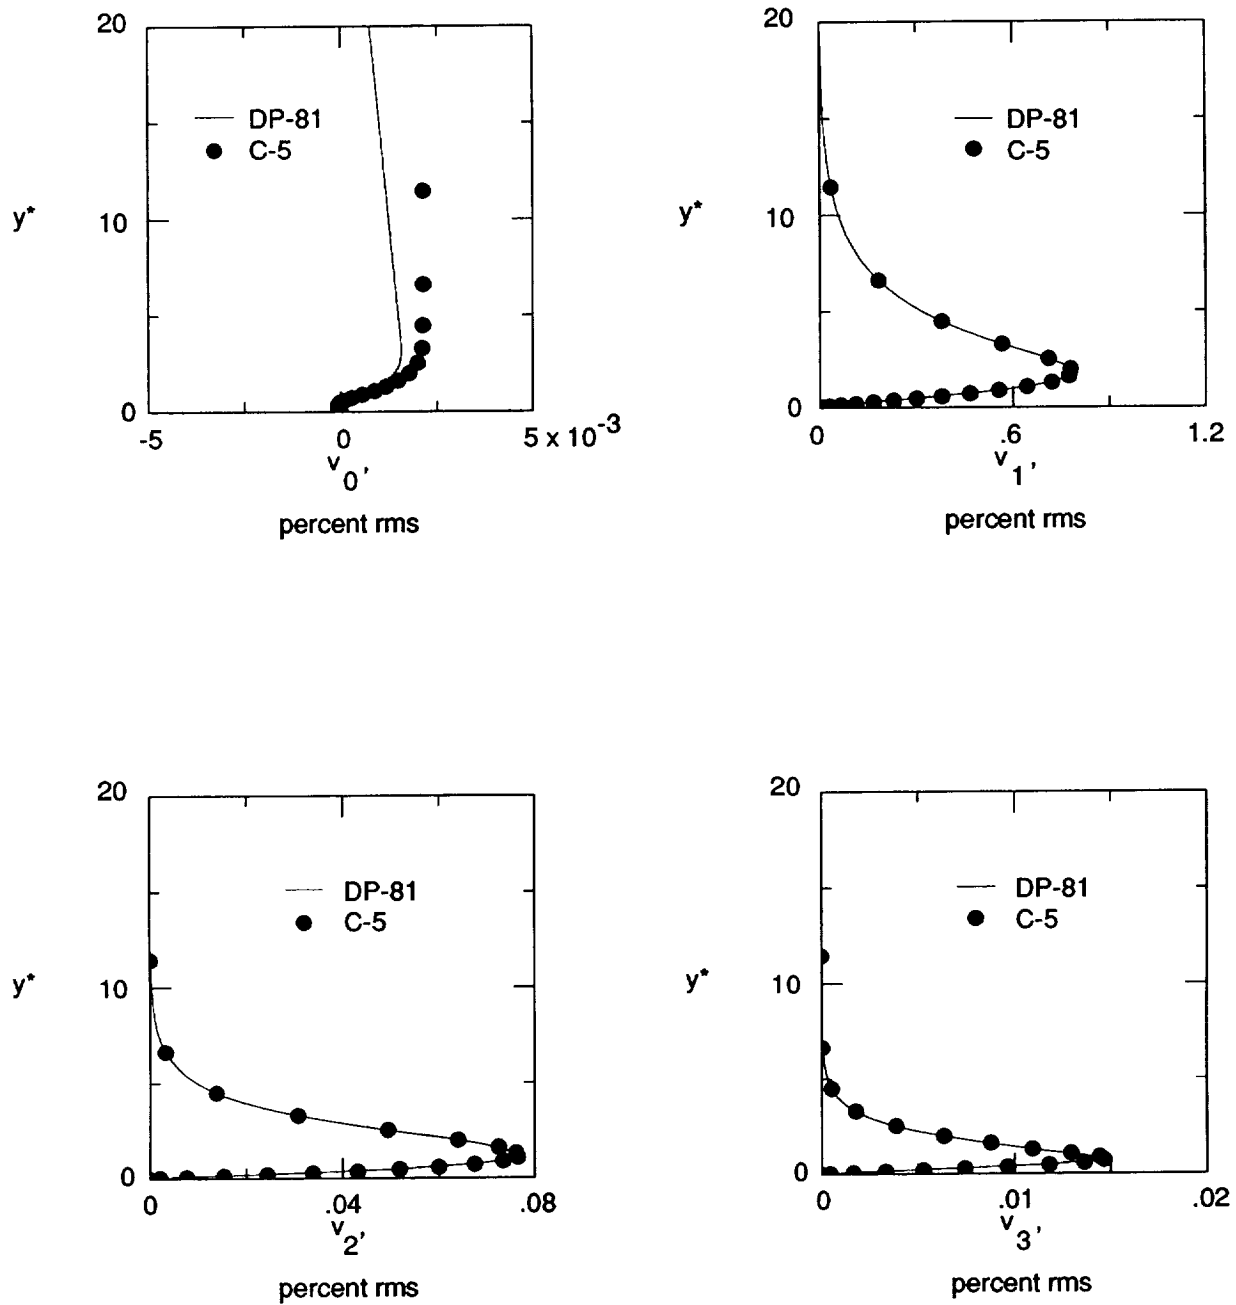 20
DP-81
C-5
y*
10
0
-5 0 5 x 10-3
v0,
percent rms
20
DP-81
C-5
y*
10
0
0 .6 1.2
v1,
percent rms
20
DP-81
C-5
y*
10
0
0 .04 .08
v2,
percent rms
20
DP-81
C-5
y*
10
0
0 .01 .02
v3,
percent rms